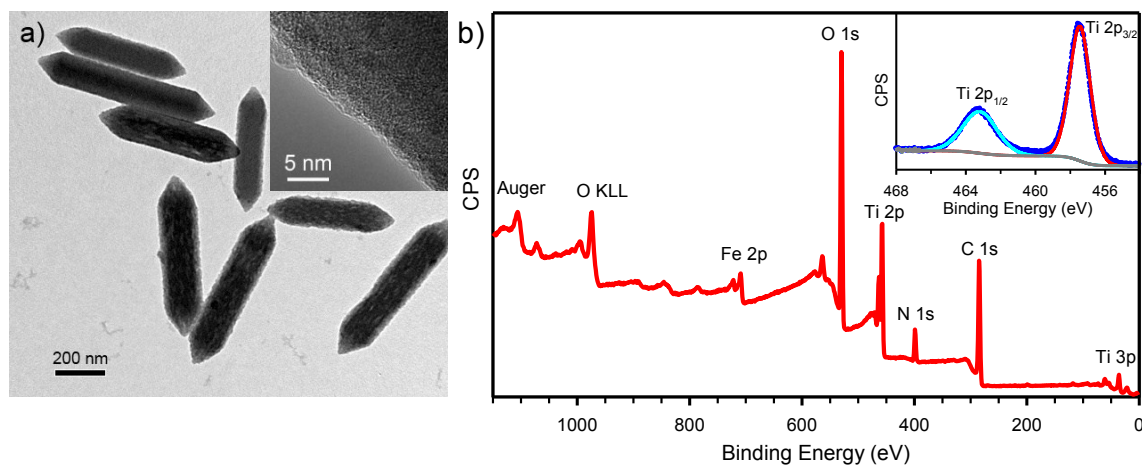 a)
5 nm
200 nm
b)
CPS
Auger
O KLL
Fe 2p
O 1s
Ti 2p
N 1s
C 1s
Ti 3p
1000
800
600
400
200
0
Binding Energy (eV)
CPS
Ti 2p1/2
Ti 2p3/2
468
464
460
456
Binding Energy (eV)